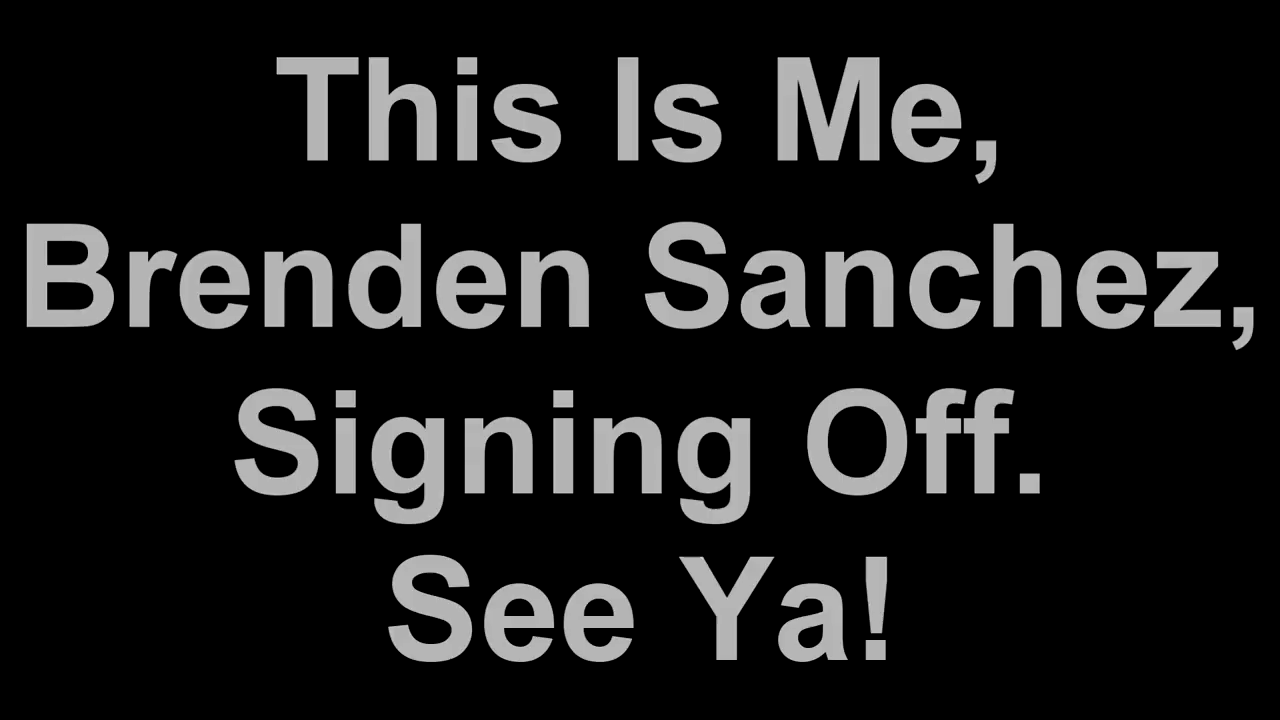 This Is Me,
Brenden Sanchez,
Signing Off.
See Ya!